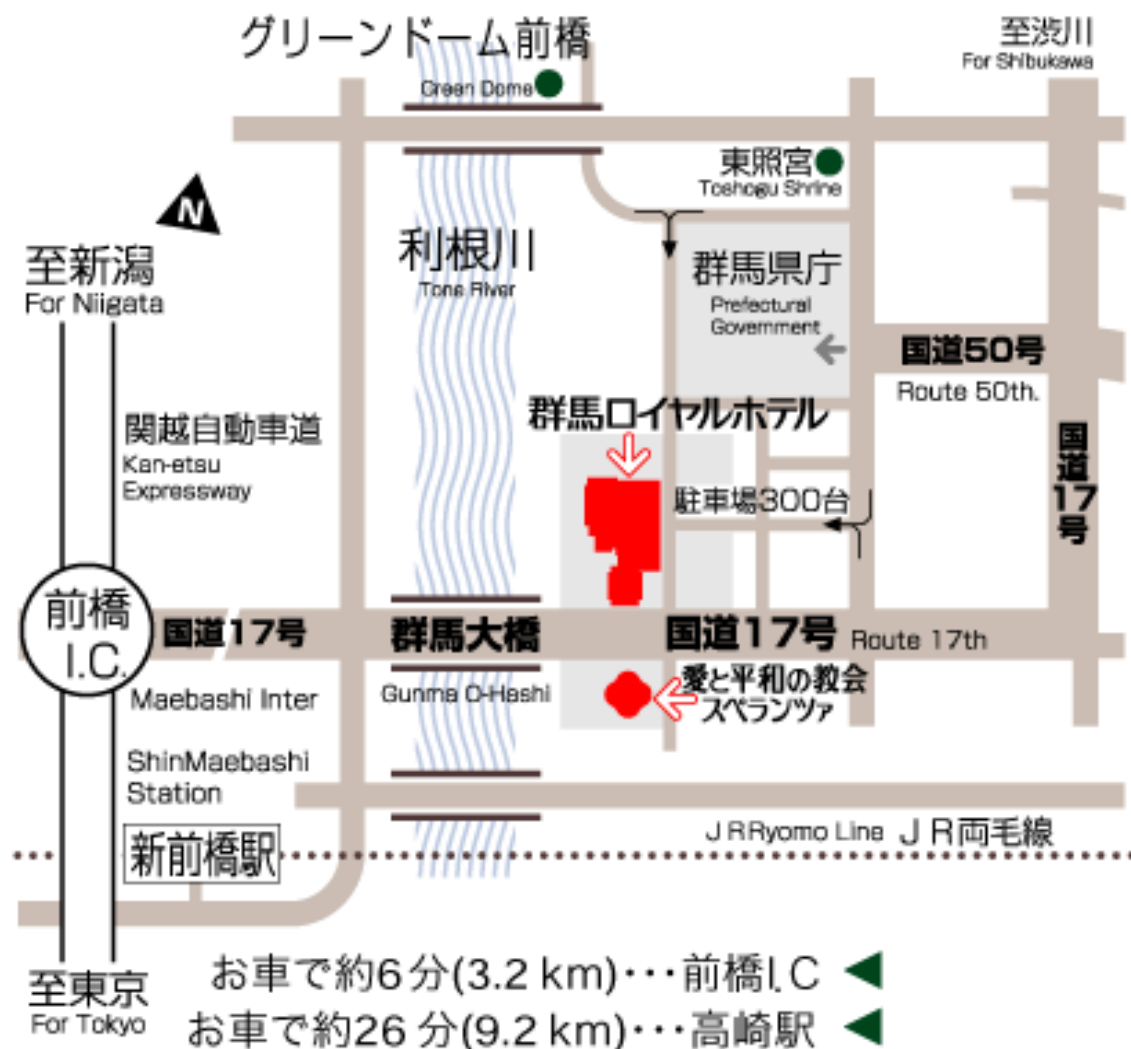 グリーンドーム前橋
Green Dome
至渋川
For Shibukawa
東照宮
Toshogu Shrine
N
至新潟
For Niigata
利根川
Tone River
群馬県庁
Prefectural
Government
国道50号
Route 50th.
群馬ロイヤルホテル
関越自動車道
Kan-etsu
Expressway
国道17号
駐車場300台
前橋
I.C.
国道17号
群馬大橋
国道17号
Route 17th
Maebashi Inter
Gunma O-Hashi
愛と平和の教会
スペランツァ
ShinMaebashi
Station
新前橋駅
JRRyomo Line
JR両毛線
至東京
For Tokyo
お車で約6分(3.2 km)･･･前橋I.C
お車で約26分(9.2 km)･･･高崎駅